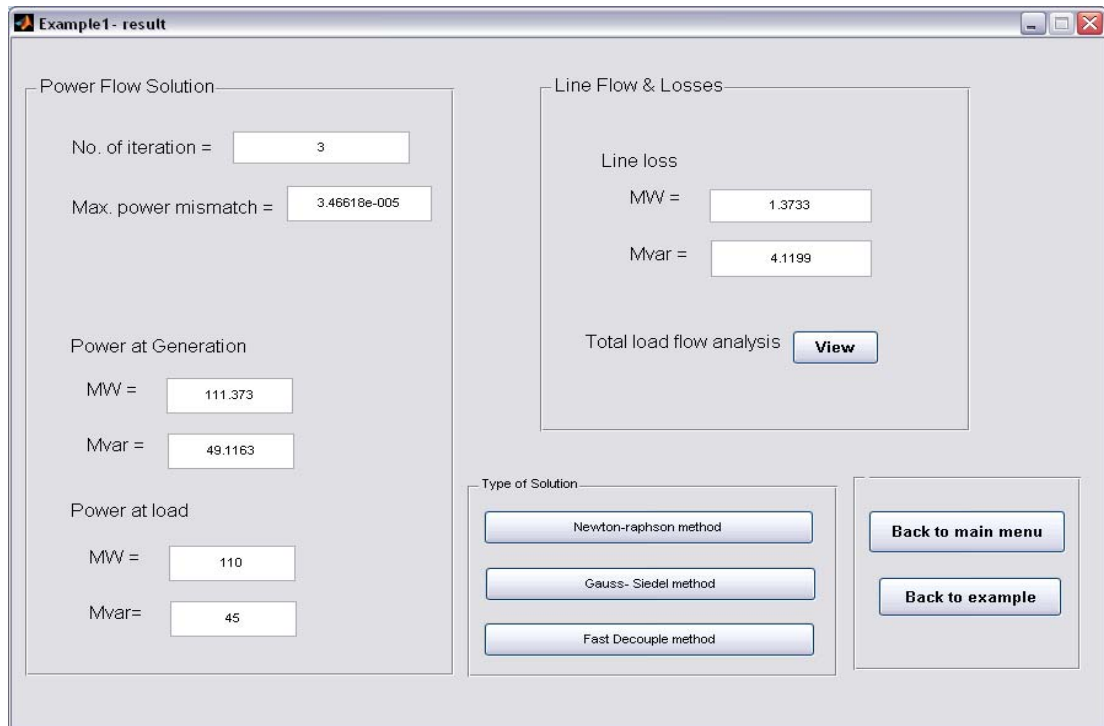 Example1- result
Power Flow Solution
No. of iteration =
3
Max. power mismatch =
3.46618e-005
Power at Generation
MW =
111.373
Mvar =
49.1163
Power at load
MW =
110
Mvar=
45
Line Flow & Losses
Line loss
MW =
1.3733
Mvar =
4.1199
Total load flow analysis
View
Type of Solution
Newton-raphson method
Gauss- Siedel method
Fast Decouple method
Back to main menu
Back to example